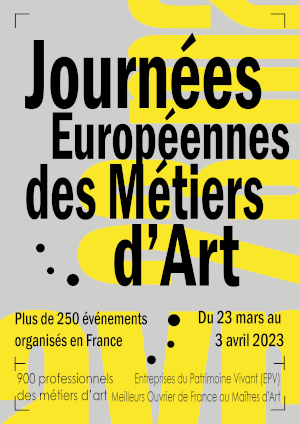 Journées
Européennes
des Métiers
d'Art
Plus de 250 événements
organisés en France
Du 23 mars au
3 avril 2023
900 professionnels
des métiers d'art
Entreprises du Patrimoine Vivant (EPV)
Meilleurs Ouvrier de France ou Maîtres d'Art